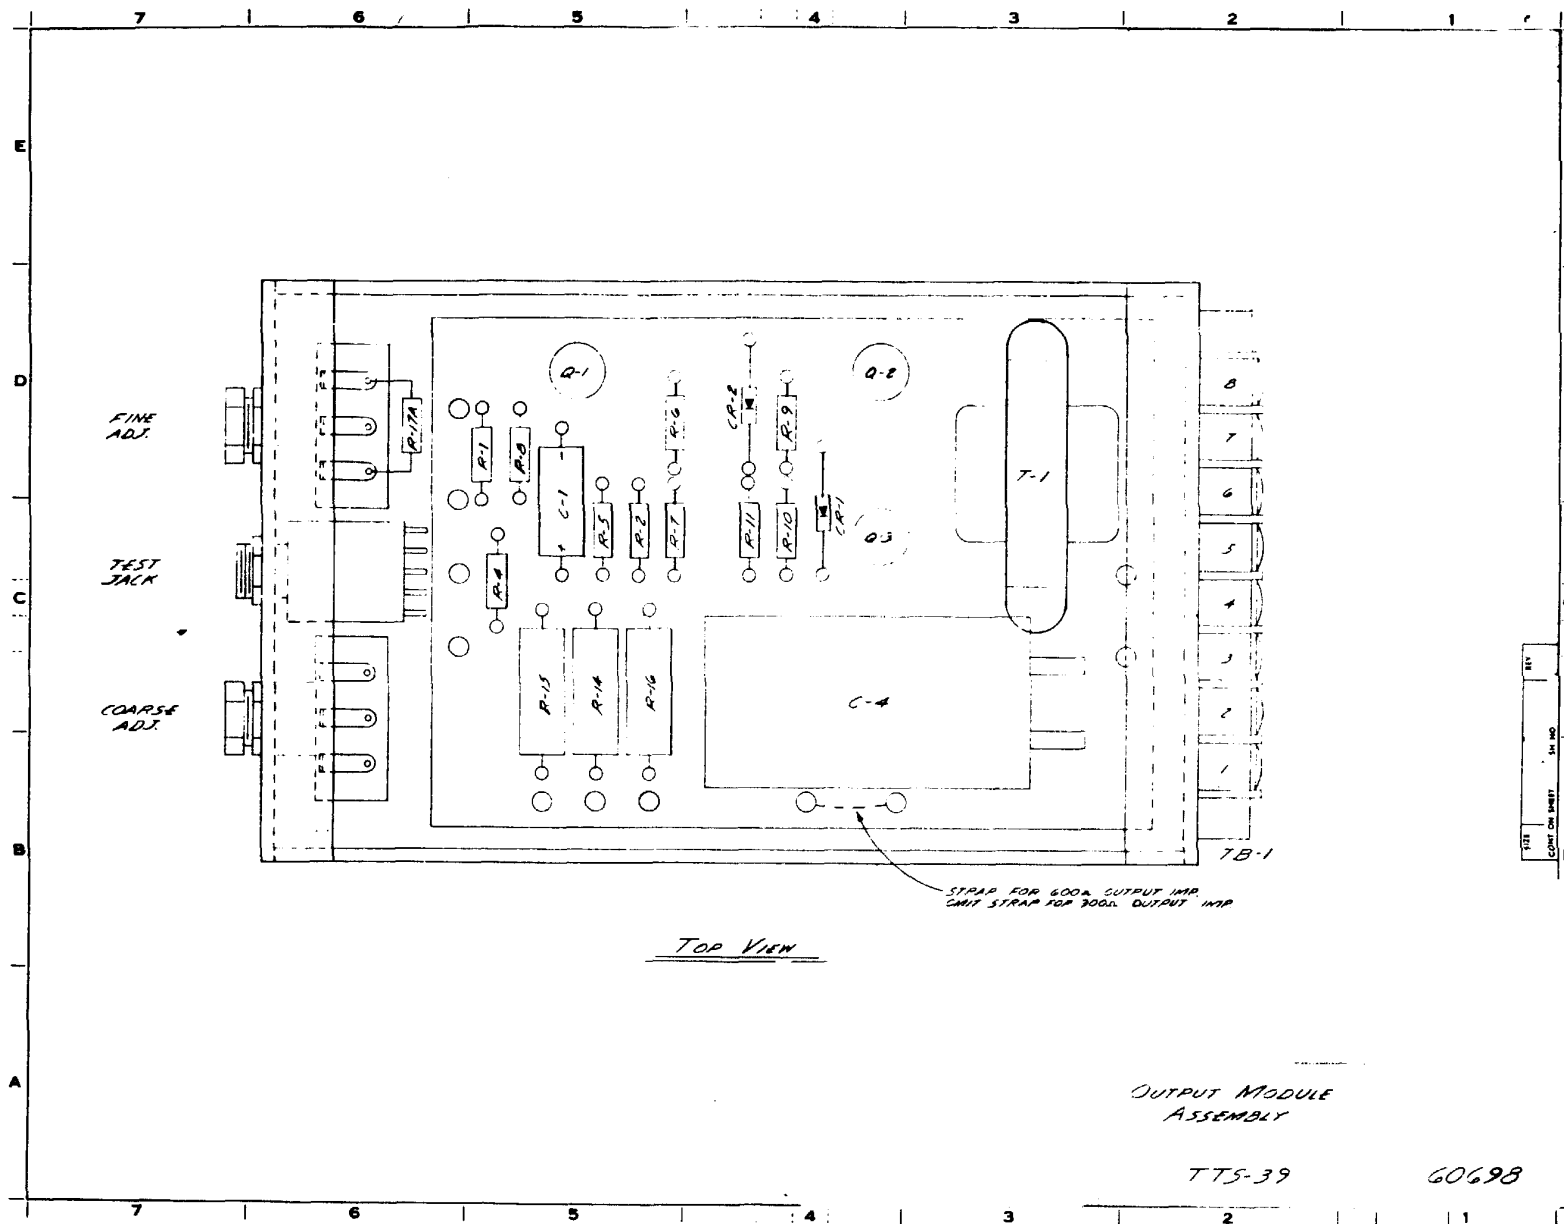 7 6 5 4 3 2 1
E
D
C
B
A
FINE
ADJ.
TEST
JACK
COARSE
ADJ.
R-17A
R-1
R-8
Q-1
C-1
- +
R-5
R-2
R-6
R-7
CR-2
R-9
R-11
R-10
CR-1
Q-2
Q-3
T-1
R-4
R-15
R-14
R-16
C-4
8
7
6
5
4
3
2
1
TB-1
STRAP FOR 600Ω OUTPUT IMP.
OMIT STRAP FOR 300Ω OUTPUT IMP
TOP VIEW
REV
SH NO
CONT ON SHEET
SIZE
OUTPUT MODULE
ASSEMBLY
TTS-39 60698
7 6 5 4 3 2 1